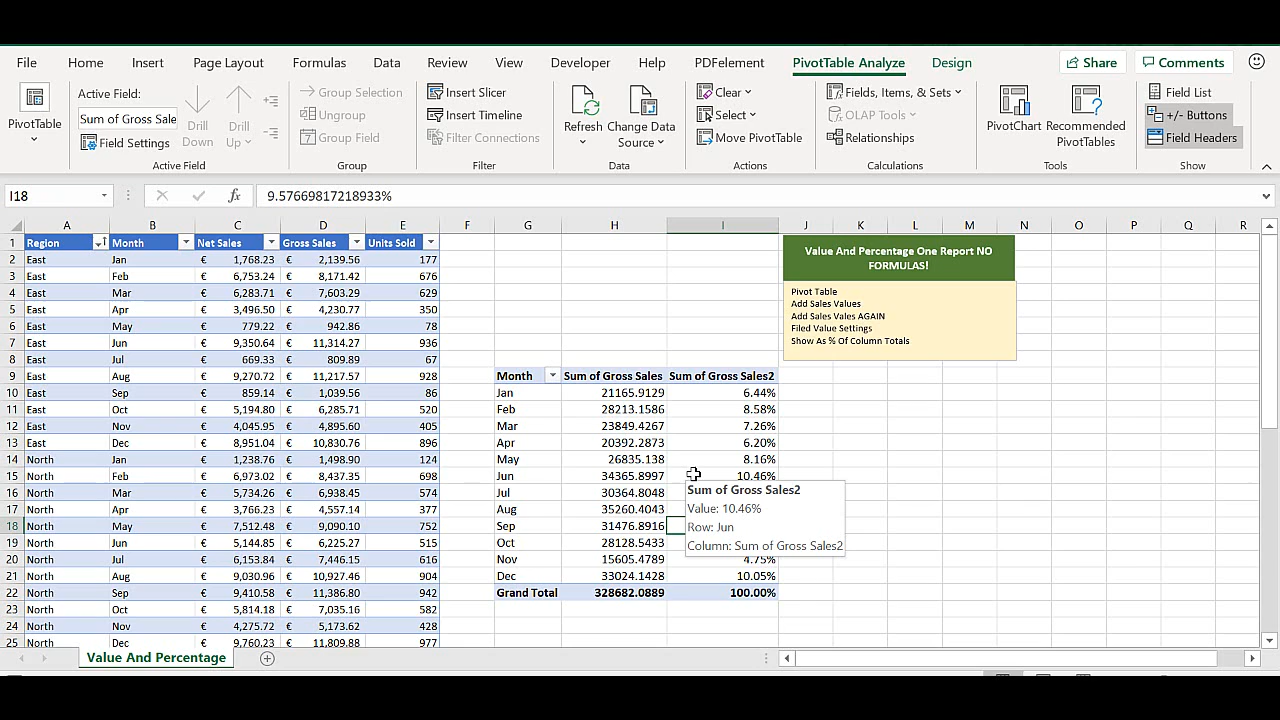 File Home Insert Page Layout Formulas Data Review View Developer Help PDFelement PivotTable Analyze Design Share Comments
PivotTable
Active Field:
Sum of Gross Sale
Field Settings
Drill Down
Drill Up
Active Field
Group Selection
Ungroup
Group Field
Group
Insert Slicer
Insert Timeline
Filter Connections
Filter
Refresh
Change Data Source
Data
Clear
Select
Move PivotTable
Actions
Fields, Items, & Sets
OLAP Tools
Relationships
Calculations
PivotChart
Recommended PivotTables
Tools
Field List
+/- Buttons
Field Headers
Show
I18 fx 9.57669817218933%
A B C D E F G H I J K L M N O P Q R
1 Region Month Net Sales Gross Sales Units Sold
2 East Jan € 1,768.23 € 2,139.56 177
3 East Feb € 6,753.24 € 8,171.42 676
4 East Mar € 6,283.71 € 7,603.29 629
5 East Apr € 3,496.50 € 4,230.77 350
6 East May € 779.22 € 942.86 78
7 East Jun € 9,350.64 € 11,314.27 936
8 East Jul € 669.33 € 809.89 67
9 East Aug € 9,270.72 € 11,217.57 928
10 East Sep € 859.14 € 1,039.56 86
11 East Oct € 5,194.80 € 6,285.71 520
12 East Nov € 4,045.95 € 4,895.60 405
13 East Dec € 8,951.04 € 10,830.76 896
14 North Jan € 1,238.76 € 1,498.90 124
15 North Feb € 6,973.02 € 8,437.35 698
16 North Mar € 5,734.26 € 6,938.45 574
17 North Apr € 3,766.23 € 4,557.14 377
18 North May € 7,512.48 € 9,090.10 752
19 North Jun € 5,144.85 € 6,225.27 515
20 North Jul € 6,153.84 € 7,446.15 616
21 North Aug € 9,030.96 € 10,927.46 904
22 North Sep € 9,410.58 € 11,386.80 942
23 North Oct € 5,814.18 € 7,035.16 582
24 North Nov € 4,275.72 € 5,173.62 428
25 North Dec € 9,760.23 € 11,809.88 977
Month Sum of Gross Sales Sum of Gross Sales2
Jan 21165.9129 6.44%
Feb 28213.1586 8.58%
Mar 23849.4267 7.26%
Apr 20392.2873 6.20%
May 26835.138 8.16%
Jun 34365.8997 10.46%
Jul 30364.8048
Aug 35260.4043
Sep 31476.8916
Oct 28128.5433
Nov 15605.4789 4.75%
Dec 33024.1428 10.05%
Grand Total 328682.0889 100.00%
Sum of Gross Sales2
Value: 10.46%
Row: Jun
Column: Sum of Gross Sales2
Value And Percentage One Report NO
FORMULAS!
Pivot Table
Add Sales Values
Add Sales Vales AGAIN
Filed Value Settings
Show As % Of Column Totals
Value And Percentage